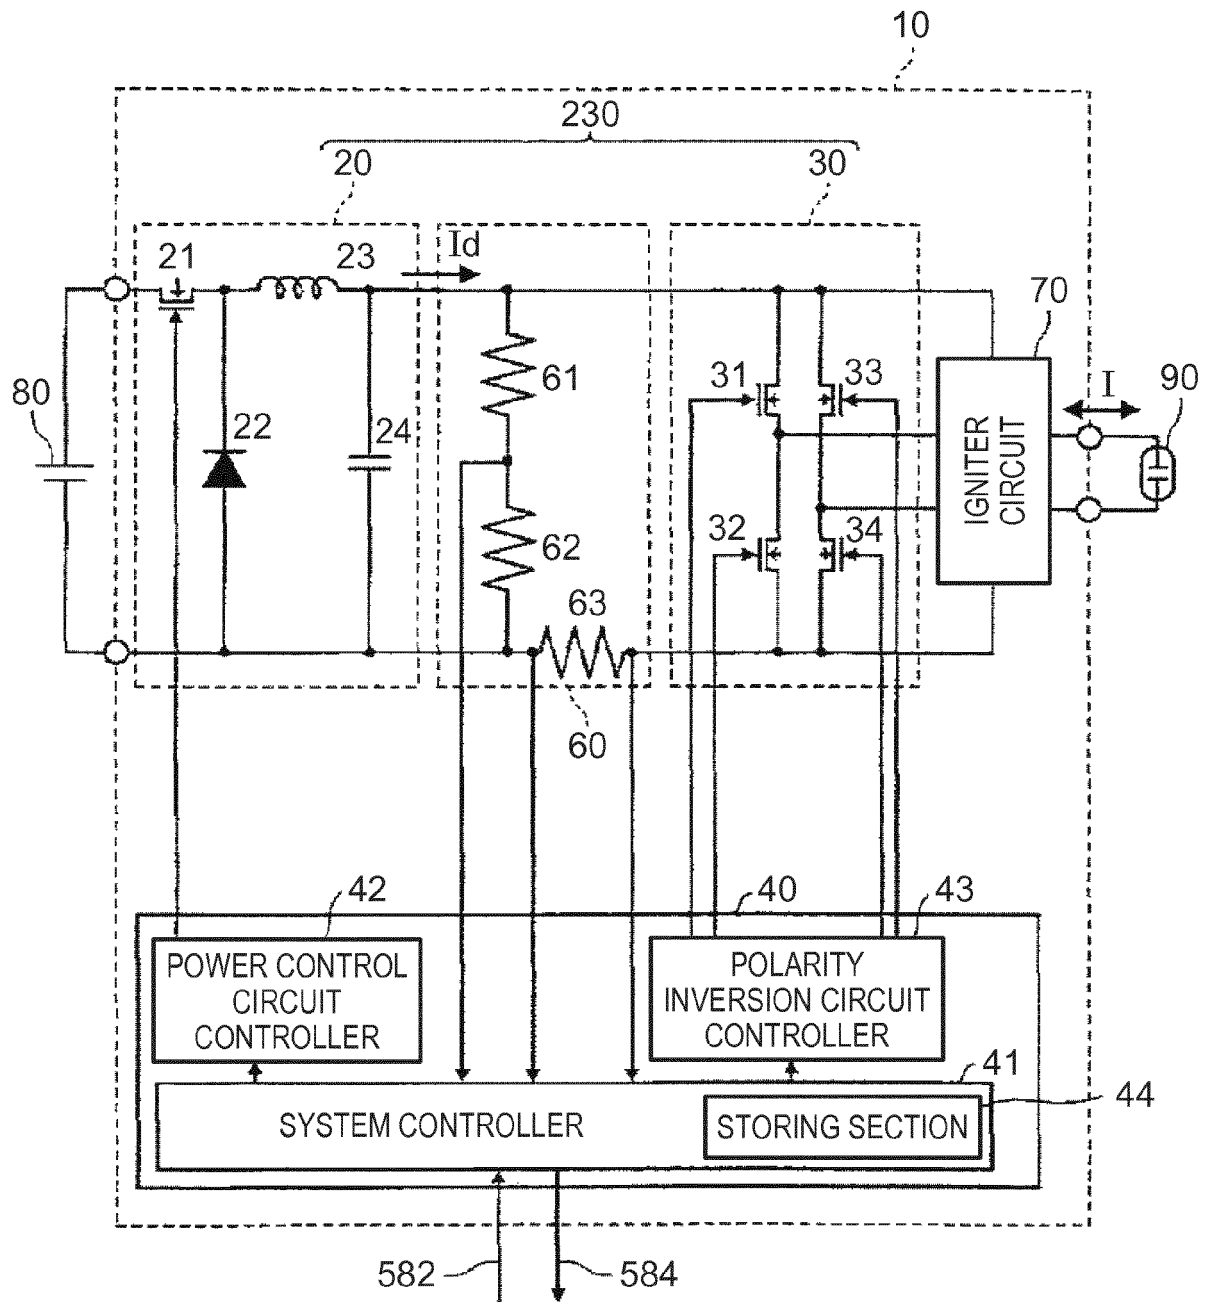 10
230
20
30
21
23
Id
70
61
31
33
I
90
80
22
24
IGNITER
CIRCUIT
62
32
34
63
60
42
40
43
POWER CONTROL
CIRCUIT
CONTROLLER
POLARITY
INVERSION CIRCUIT
CONTROLLER
41
44
SYSTEM CONTROLLER
STORING SECTION
582
584